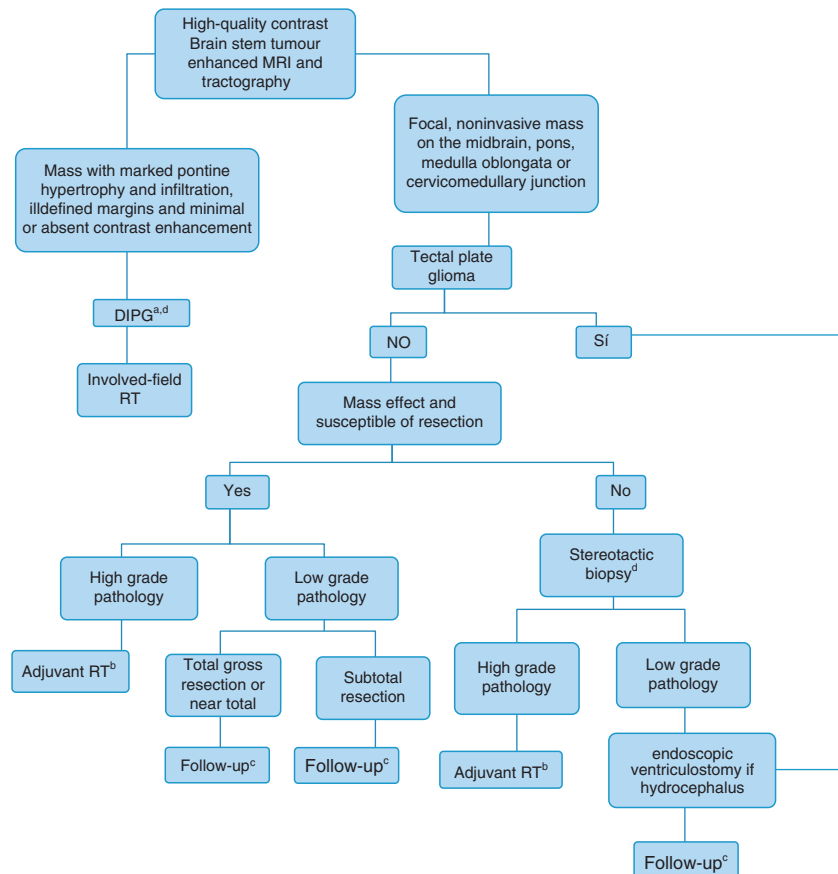 High-quality contrast
Brain stem tumour
enhanced MRI and
tractography
Mass with marked pontine
hypertrophy and infiltration,
illdefined margins and minimal
or absent contrast enhancement
Focal, noninvasive mass
on the midbrain, pons,
medulla oblongata or
cervicomedullary junction
Tectal plate
glioma
DIPGa,d
NO
Sí
Involved-field
RT
Mass effect and
susceptible of resection
Yes
No
High grade
pathology
Low grade
pathology
Stereotactic
biopsyd
Adjuvant RTb
Total gross
resection or
near total
Subtotal
resection
High grade
pathology
Low grade
pathology
Follow-upc
Follow-upc
Adjuvant RTb
endoscopic
ventriculostomy if
hydrocephalus
Follow-upc